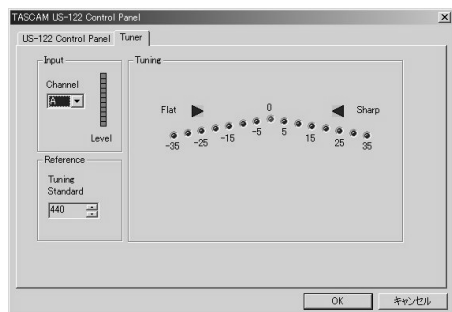 TASCAM US-122 Control Panel
US-122 Control Panel
Tuner
Input
Channel
A
Level
Reference
Tuning
Standard
440
Tuning
Flat
0
Sharp
-35
-25
-15
-5
5
15
25
35
OK
キャンセル